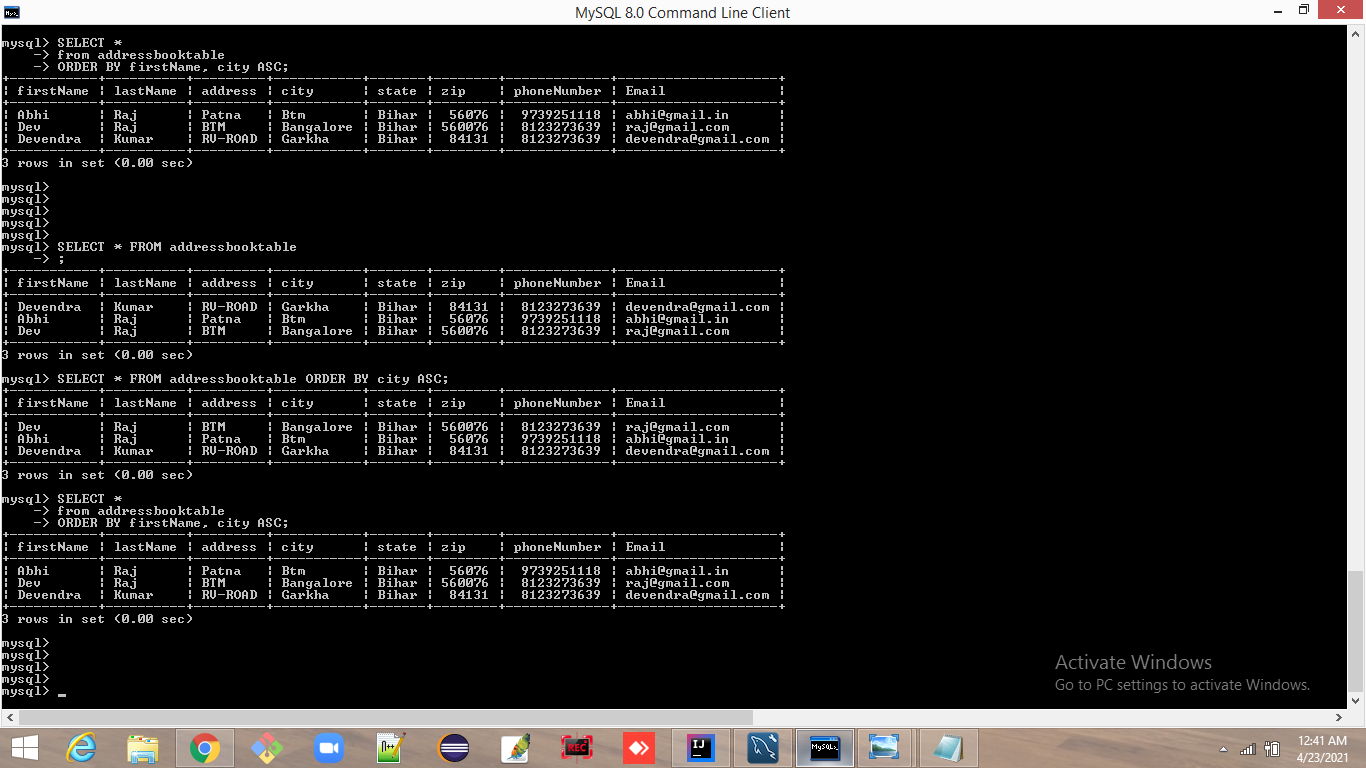 MySQL 8.0 Command Line Client
mysql> SELECT *
    -> from addressbooktable
    -> ORDER BY firstName, city ASC;
+-----------+----------+---------+-----------+-------+--------+-------------+--------------------+
| firstName | lastName | address | city      | state | zip    | phoneNumber | Email              |
+-----------+----------+---------+-----------+-------+--------+-------------+--------------------+
| Abhi      | Raj      | Patna   | Btm       | Bihar |  56076 |  9739251118 | abhi@gmail.in      |
| Dev       | Raj      | BTM     | Bangalore | Bihar | 560076 |  8123273639 | raj@gmail.com      |
| Devendra  | Kumar    | RV-ROAD | Garkha    | Bihar |  84131 |  8123273639 | devendra@gmail.com |
+-----------+----------+---------+-----------+-------+--------+-------------+--------------------+
3 rows in set (0.00 sec)
mysql>
mysql>
mysql>
mysql>
mysql>
mysql> SELECT * FROM addressbooktable
    -> ;
+-----------+----------+---------+-----------+-------+--------+-------------+--------------------+
| firstName | lastName | address | city      | state | zip    | phoneNumber | Email              |
+-----------+----------+---------+-----------+-------+--------+-------------+--------------------+
| Devendra  | Kumar    | RV-ROAD | Garkha    | Bihar |  84131 |  8123273639 | devendra@gmail.com |
| Abhi      | Raj      | Patna   | Btm       | Bihar |  56076 |  9739251118 | abhi@gmail.in      |
| Dev       | Raj      | BTM     | Bangalore | Bihar | 560076 |  8123273639 | raj@gmail.com      |
+-----------+----------+---------+-----------+-------+--------+-------------+--------------------+
3 rows in set (0.00 sec)
mysql> SELECT * FROM addressbooktable ORDER BY city ASC;
+-----------+----------+---------+-----------+-------+--------+-------------+--------------------+
| firstName | lastName | address | city      | state | zip    | phoneNumber | Email              |
+-----------+----------+---------+-----------+-------+--------+-------------+--------------------+
| Dev       | Raj      | BTM     | Bangalore | Bihar | 560076 |  8123273639 | raj@gmail.com      |
| Abhi      | Raj      | Patna   | Btm       | Bihar |  56076 |  9739251118 | abhi@gmail.in      |
| Devendra  | Kumar    | RV-ROAD | Garkha    | Bihar |  84131 |  8123273639 | devendra@gmail.com |
+-----------+----------+---------+-----------+-------+--------+-------------+--------------------+
3 rows in set (0.00 sec)
mysql> SELECT *
    -> from addressbooktable
    -> ORDER BY firstName, city ASC;
+-----------+----------+---------+-----------+-------+--------+-------------+--------------------+
| firstName | lastName | address | city      | state | zip    | phoneNumber | Email              |
+-----------+----------+---------+-----------+-------+--------+-------------+--------------------+
| Abhi      | Raj      | Patna   | Btm       | Bihar |  56076 |  9739251118 | abhi@gmail.in      |
| Dev       | Raj      | BTM     | Bangalore | Bihar | 560076 |  8123273639 | raj@gmail.com      |
| Devendra  | Kumar    | RV-ROAD | Garkha    | Bihar |  84131 |  8123273639 | devendra@gmail.com |
+-----------+----------+---------+-----------+-------+--------+-------------+--------------------+
3 rows in set (0.00 sec)
mysql>
mysql>
mysql>
mysql>
mysql> _
Activate Windows
Go to PC settings to activate Windows.
REC
IJ
12:41 AM
4/23/2021